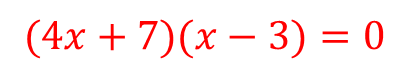 (4x + 7)(x − 3) = 0